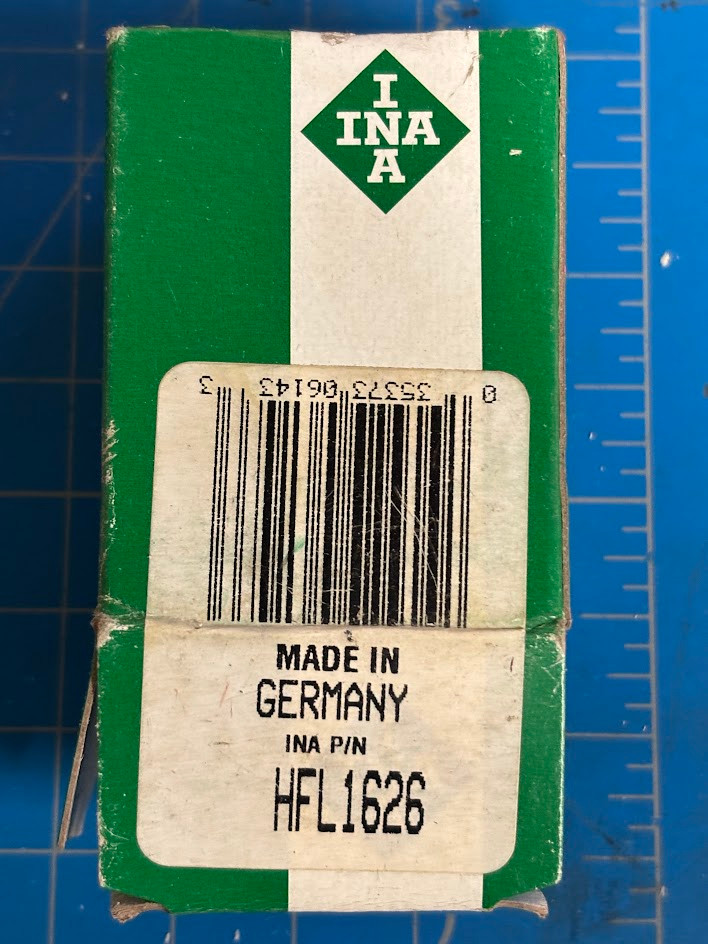 I
INA
A
0 35373 06143 3
MADE IN
GERMANY
INA P/N
HFL1626